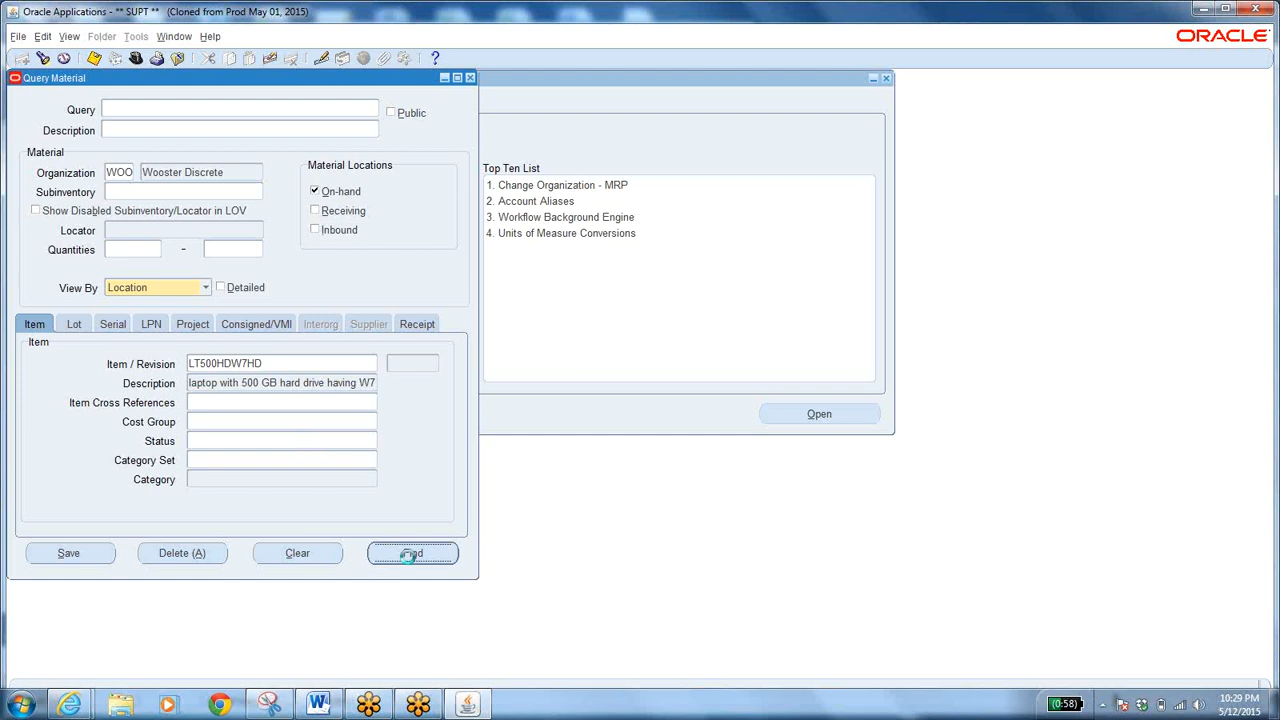 Oracle Applications - ** SUPT ** (Cloned from Prod May 01, 2015)
File Edit View Folder Tools Window Help
ORACLE
Query Material
Query
Public
Description
Material
Organization WOO Wooster Discrete
Subinventory
Show Disabled Subinventory/Locator in LOV
Locator
Quantities -
View By Location Detailed
Material Locations
On-hand
Receiving
Inbound
Item Lot Serial LPN Project Consigned/VMI Interorg Supplier Receipt
Item
Item / Revision LT500HDW7HD
Description laptop with 500 GB hard drive having W7
Item Cross References
Cost Group
Status
Category Set
Category
Save Delete (A) Clear Find
Top Ten List
1. Change Organization - MRP
2. Account Aliases
3. Workflow Background Engine
4. Units of Measure Conversions
Open
(0:58)
10:29 PM
5/12/2015